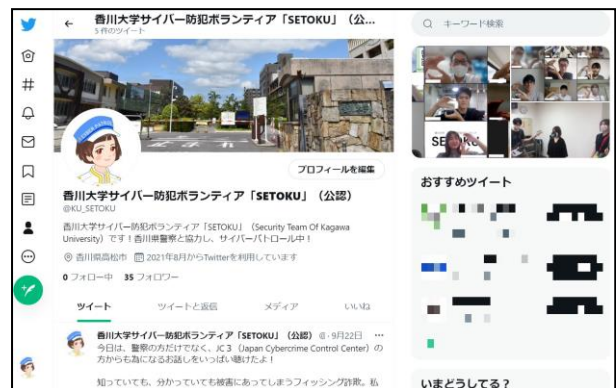 香川大学サイバー防犯ボランティア「SETOKU」（公...
5 件のツイート
キーワード検索
CYBER PATROL
SETOKU
プロフィールを編集
香川大学サイバー防犯ボランティア「SETOKU」（公認）
@KU_SETOKU
香川大学サイバー防犯ボランティア「SETOKU」（Security Team Of Kagawa
University）です！香川県警察と協力し、サイバーパトロール中！
香川県高松市 2021年8月からTwitterを利用しています
0 フォロー中 35 フォロワー
ツイート ツイートと返信 メディア いいね
香川大学サイバー防犯ボランティア「SETOKU」（公認） @ · 9月22日 ···
今日は、警察の方だけでなく、JC３（Japan Cybercrime Control Center）の
方からも為になるお話しをいっぱい聴けたよ！
知っていても、分かっていても被害にあってしまうフィッシング詐欺。私
おすすめツイート
いまどうしてる？